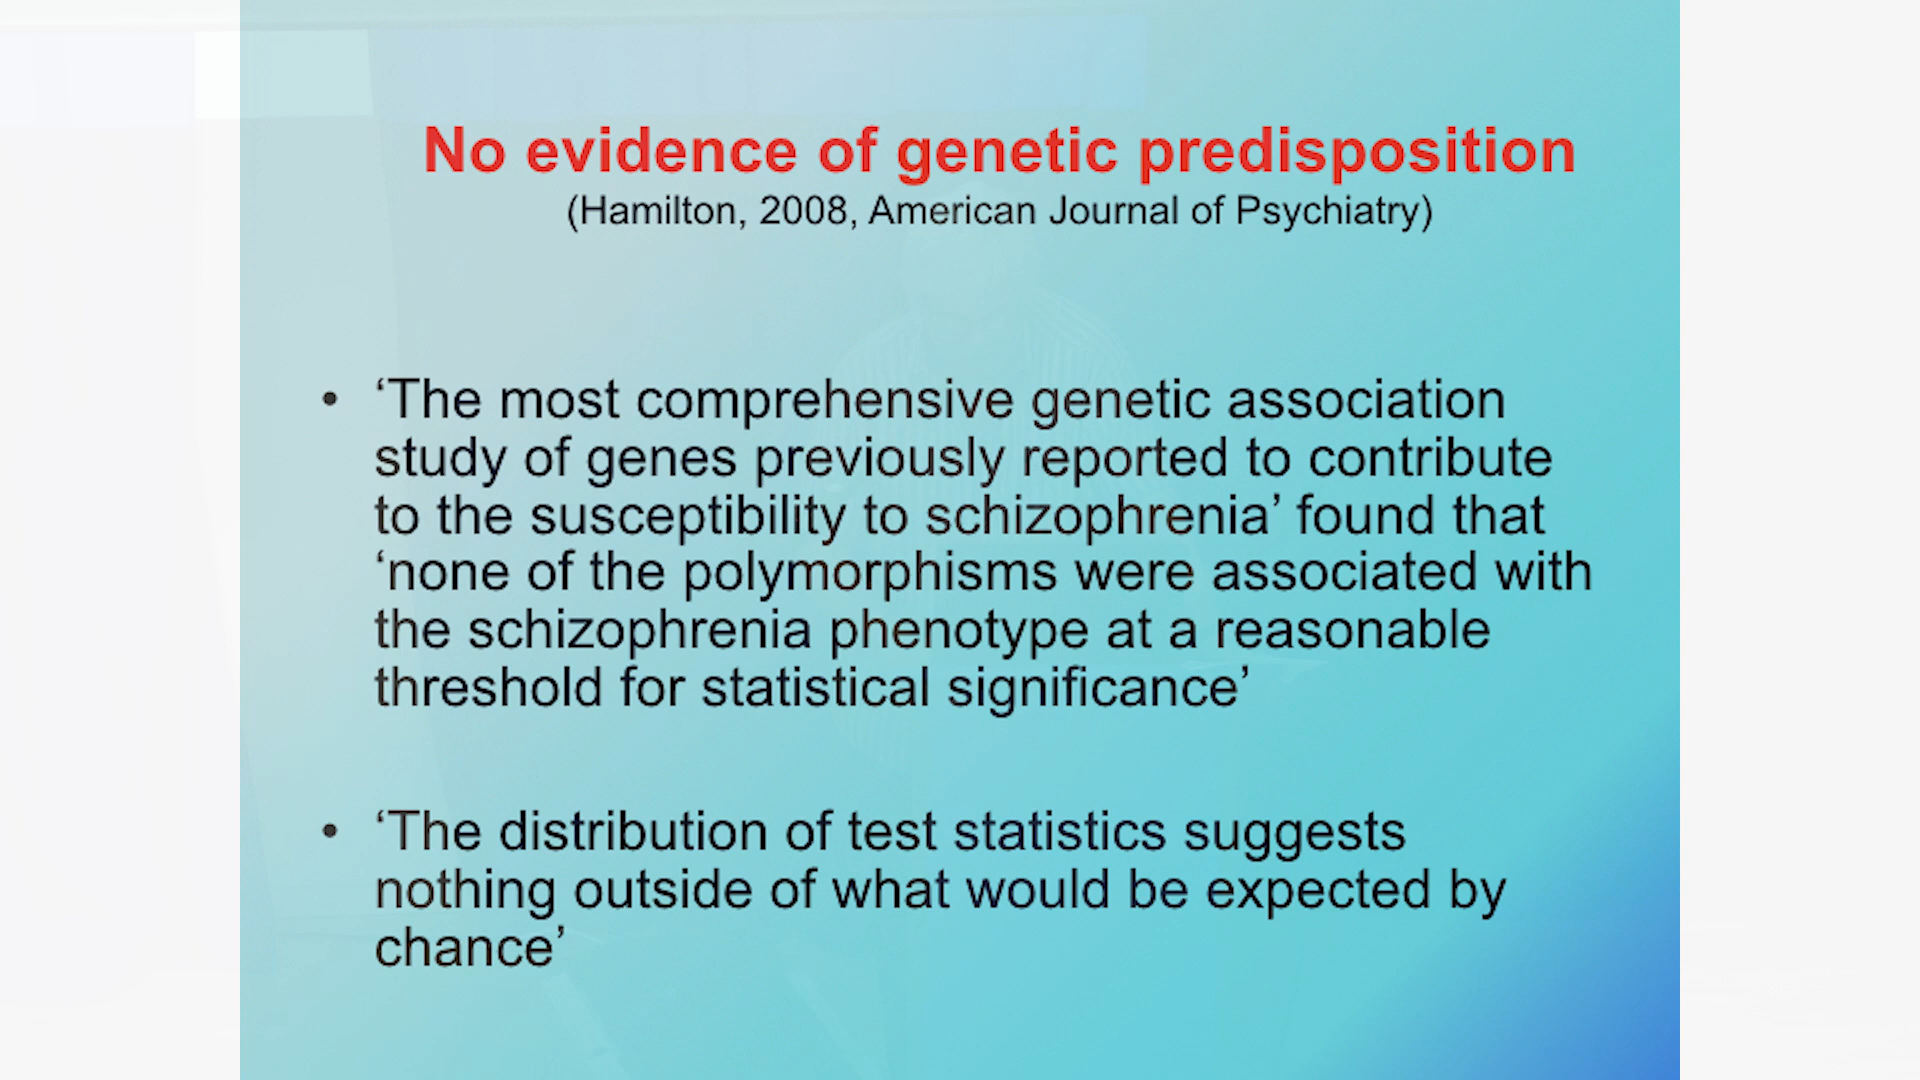 No evidence of genetic predisposition
(Hamilton, 2008, American Journal of Psychiatry)
• ‘The most comprehensive genetic association
study of genes previously reported to contribute
to the susceptibility to schizophrenia’ found that
‘none of the polymorphisms were associated with
the schizophrenia phenotype at a reasonable
threshold for statistical significance’
• ‘The distribution of test statistics suggests
nothing outside of what would be expected by
chance’